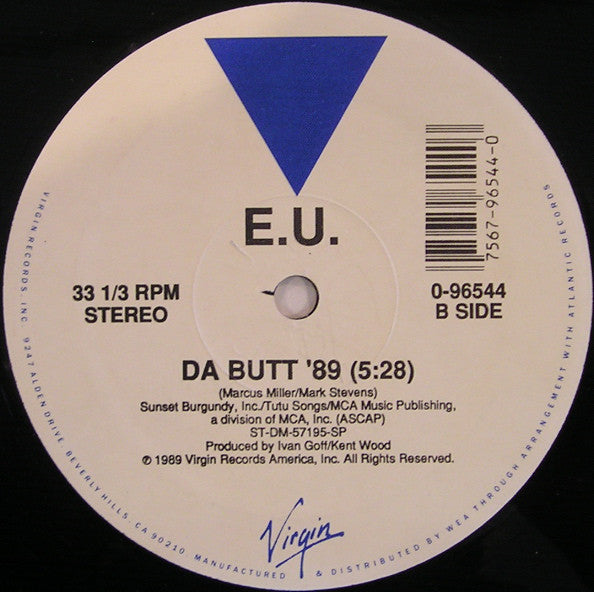 E.U.
33 1/3 RPM
STEREO
7567-96544-0
0-96544
B SIDE
DA BUTT '89 (5:28)
(Marcus Miller/Mark Stevens)
Sunset Burgundy, Inc./Tutu Songs/MCA Music Publishing,
a division of MCA, Inc. (ASCAP)
ST-DM-57195-SP
Produced by Ivan Goff/Kent Wood
℗ 1989 Virgin Records America, Inc. All Rights Reserved.
Virgin
VIRGIN RECORDS, INC. 9247 ALDEN DRIVE, BEVERLY HILLS, CA 90210 MANUFACTURED & DISTRIBUTED BY WEA THROUGH ARRANGEMENT WITH ATLANTIC RECORDS